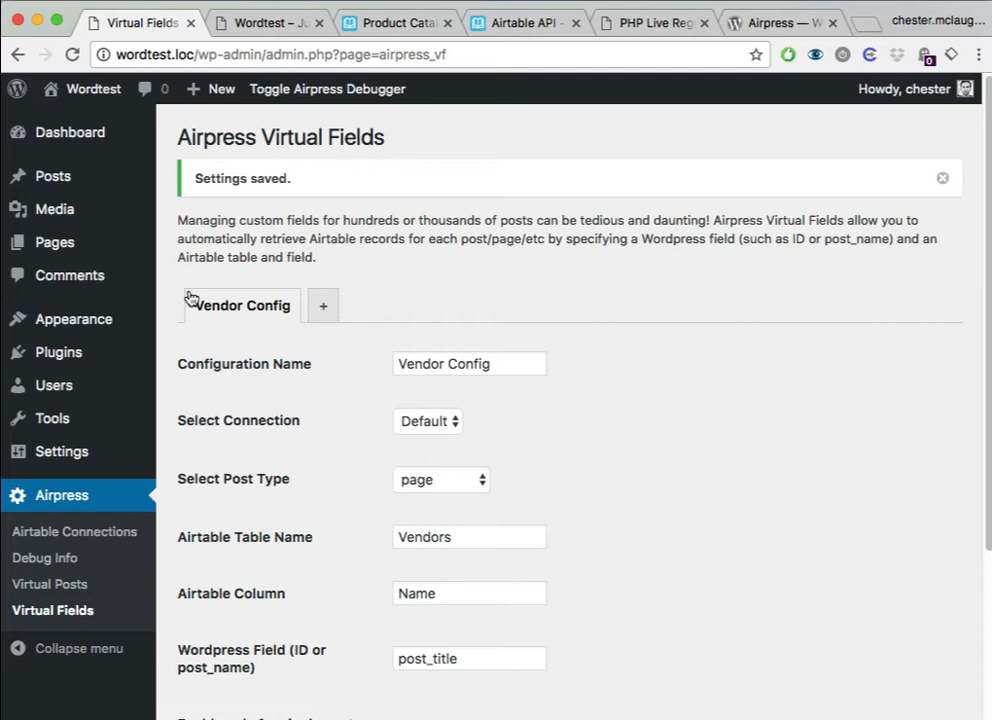 Virtual Fields
Wordtest – Ju
Product Cata
Airtable API -
PHP Live Reg
Airpress — W
chester.mclaug...
wordtest.loc/wp-admin/admin.php?page=airpress_vf
0
Wordtest
0
New
Toggle Airpress Debugger
Howdy, chester
Dashboard
Posts
Media
Pages
Comments
Appearance
Plugins
Users
Tools
Settings
Airpress
Airtable Connections
Debug Info
Virtual Posts
Virtual Fields
Collapse menu
Airpress Virtual Fields
Settings saved.
Managing custom fields for hundreds or thousands of posts can be tedious and daunting! Airpress Virtual Fields allow you to
automatically retrieve Airtable records for each post/page/etc by specifying a Wordpress field (such as ID or post_name) and an
Airtable table and field.
Vendor Config
+
Configuration Name
Vendor Config
Select Connection
Default
Select Post Type
page
Airtable Table Name
Vendors
Airtable Column
Name
Wordpress Field (ID or
post_name)
post_title